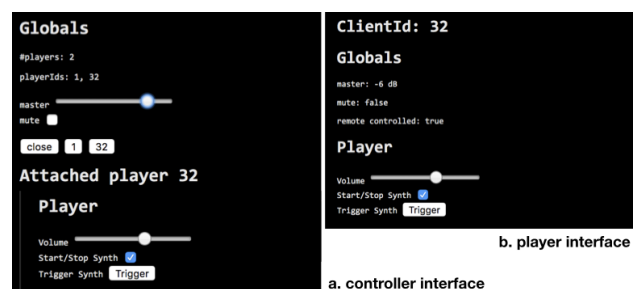 Globals
#players: 2
playerIds: 1, 32
master
mute
close 1 32
Attached player 32
Player
Volume
Start/Stop Synth
Trigger Synth Trigger
a. controller interface
ClientId: 32
Globals
master: -6 dB
mute: false
remote controlled: true
Player
Volume
Start/Stop Synth
Trigger Synth Trigger
b. player interface